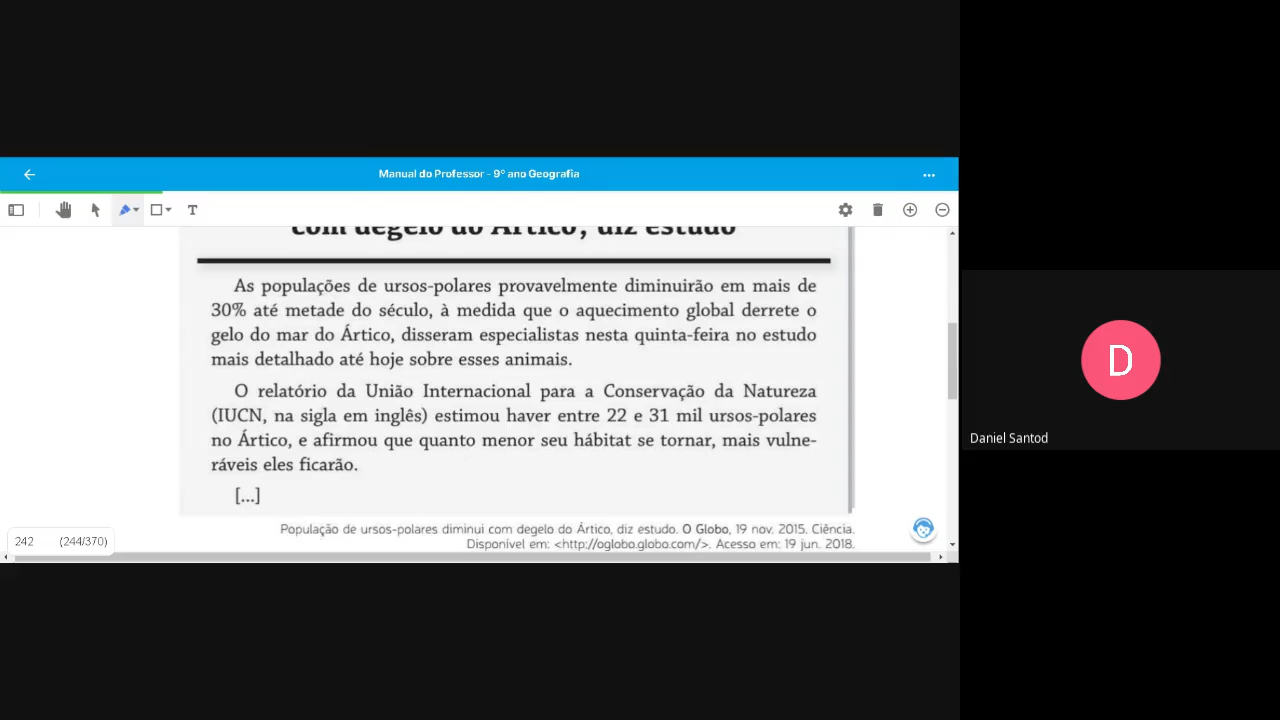 Manual do Professor - 9º ano Geografia
T
com degelo do Ártico, diz estudo
As populações de ursos-polares provavelmente diminuirão em mais de
30% até metade do século, à medida que o aquecimento global derrete o
gelo do mar do Ártico, disseram especialistas nesta quinta-feira no estudo
mais detalhado até hoje sobre esses animais.
O relatório da União Internacional para a Conservação da Natureza
(IUCN, na sigla em inglês) estimou haver entre 22 e 31 mil ursos-polares
no Ártico, e afirmou que quanto menor seu hábitat se tornar, mais vulne-
ráveis eles ficarão.
[...]
População de ursos-polares diminui com degelo do Ártico, diz estudo. O Globo, 19 nov. 2015. Ciência.
Disponível em: <http://oglobo.globo.com/>. Acesso em: 19 jun. 2018.
242 (244/370)
D
Daniel Santod